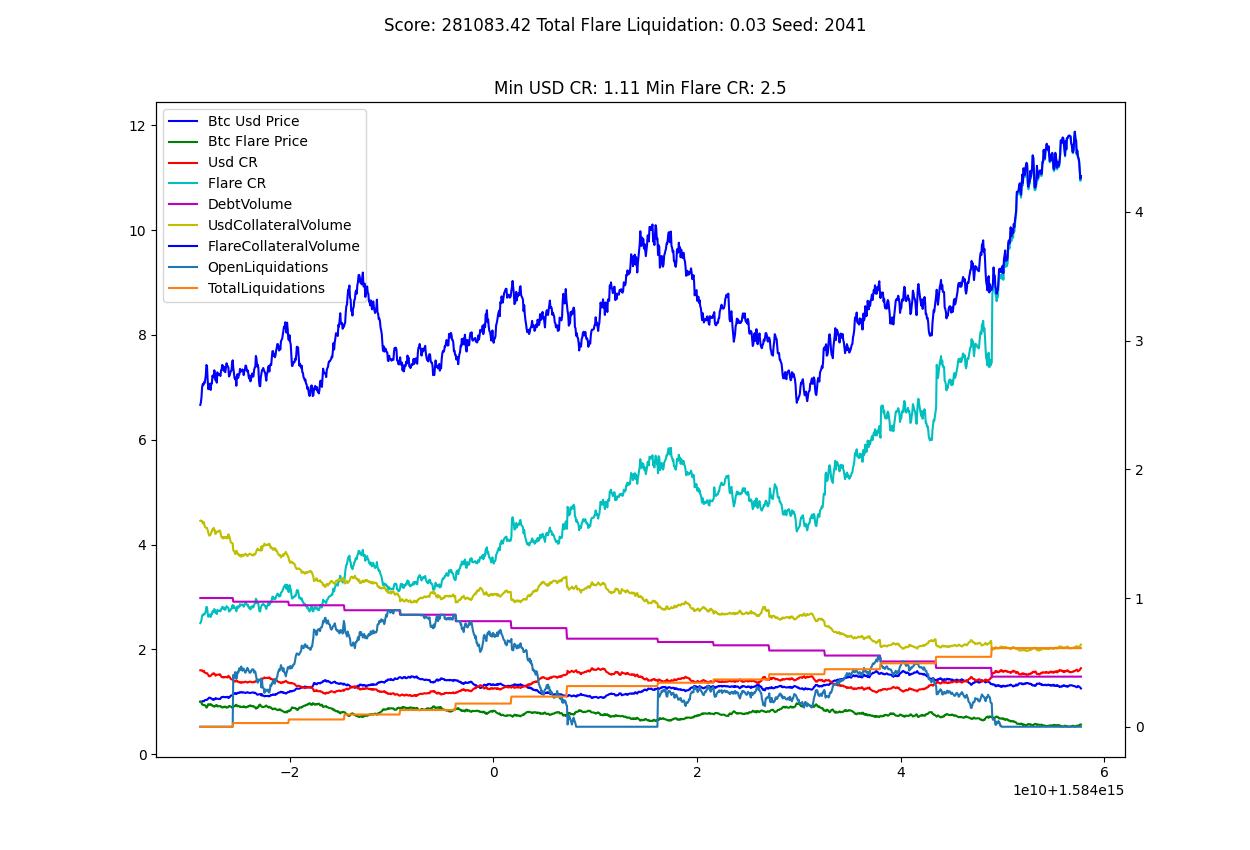 Score: 281083.42 Total Flare Liquidation: 0.03 Seed: 2041
Min USD CR: 1.11 Min Flare CR: 2.5
Btc Usd Price
Btc Flare Price
Usd CR
Flare CR
DebtVolume
UsdCollateralVolume
FlareCollateralVolume
OpenLiquidations
TotalLiquidations
12
10
8
6
4
2
0
4
3
2
1
0
−2
0
2
4
6
1e10+1.584e15